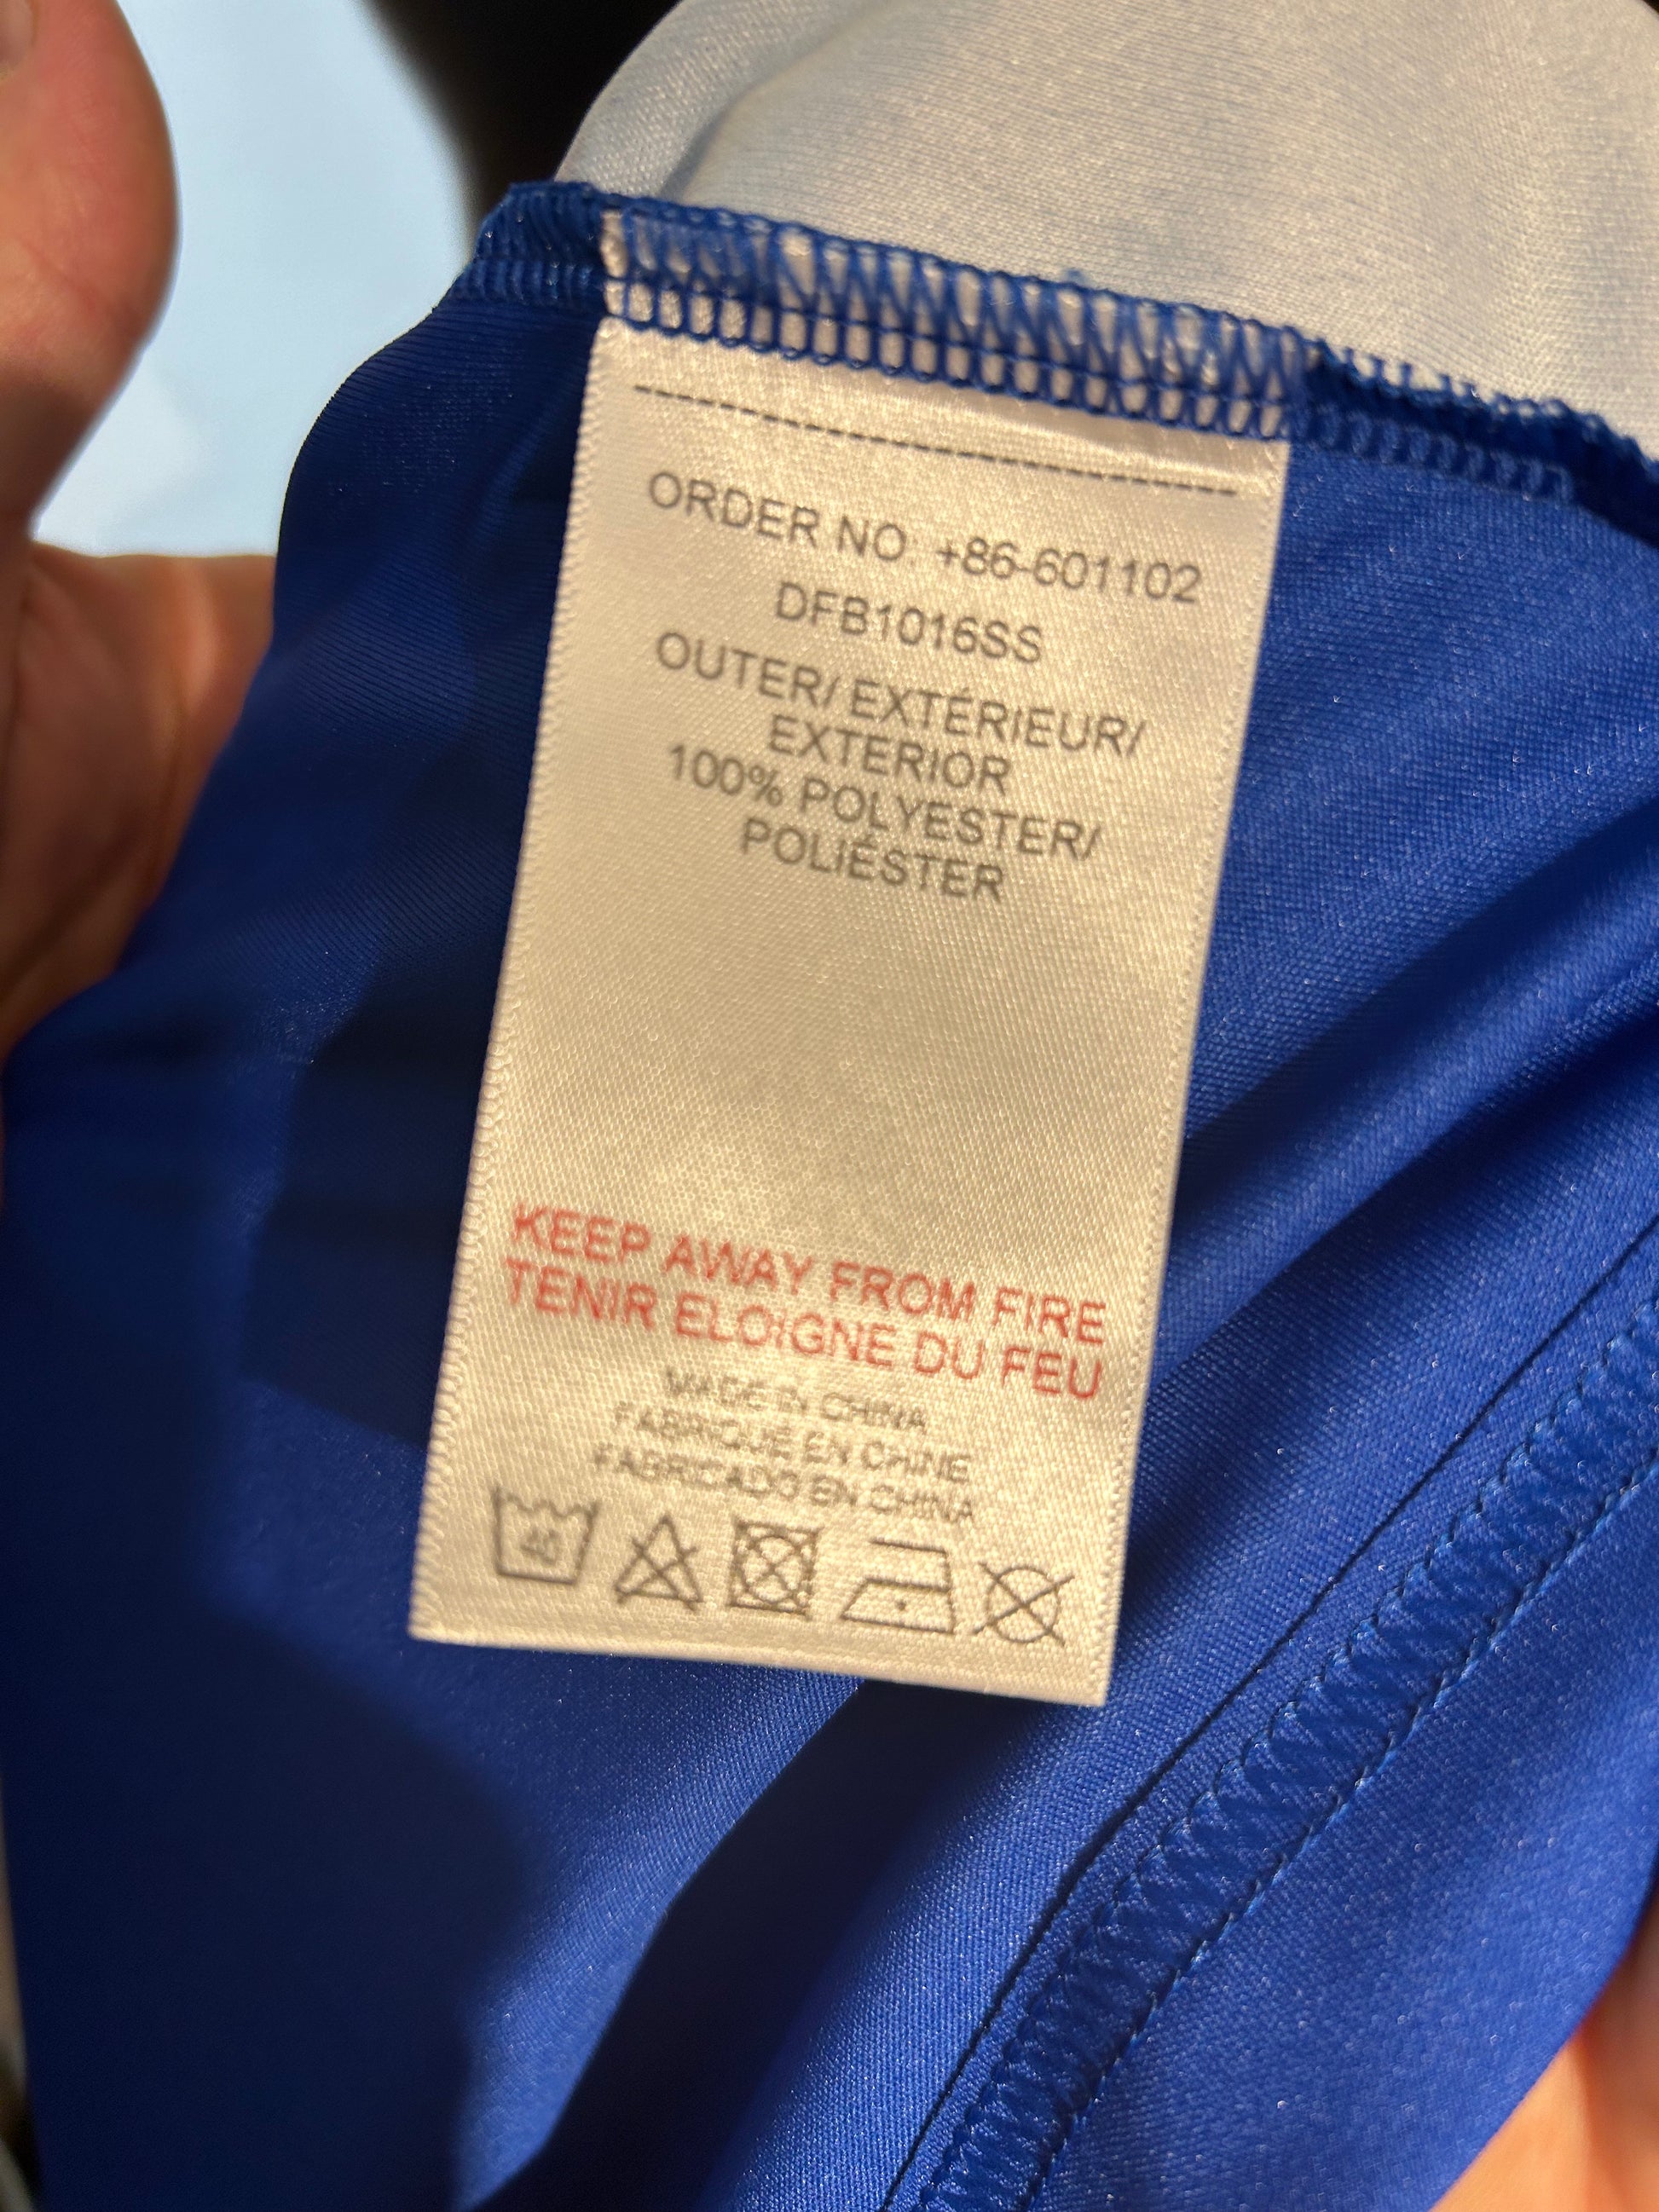 ORDER NO: +86-601102
DFB1016SS
OUTER/ EXTÉRIEUR/
EXTERIOR
100% POLYESTER/
POLIÉSTER
KEEP AWAY FROM FIRE
TENIR ELOIGNE DU FEU
MADE IN CHINA
FABRIQUÉ EN CHINE
FABRICADO EN CHINA
40